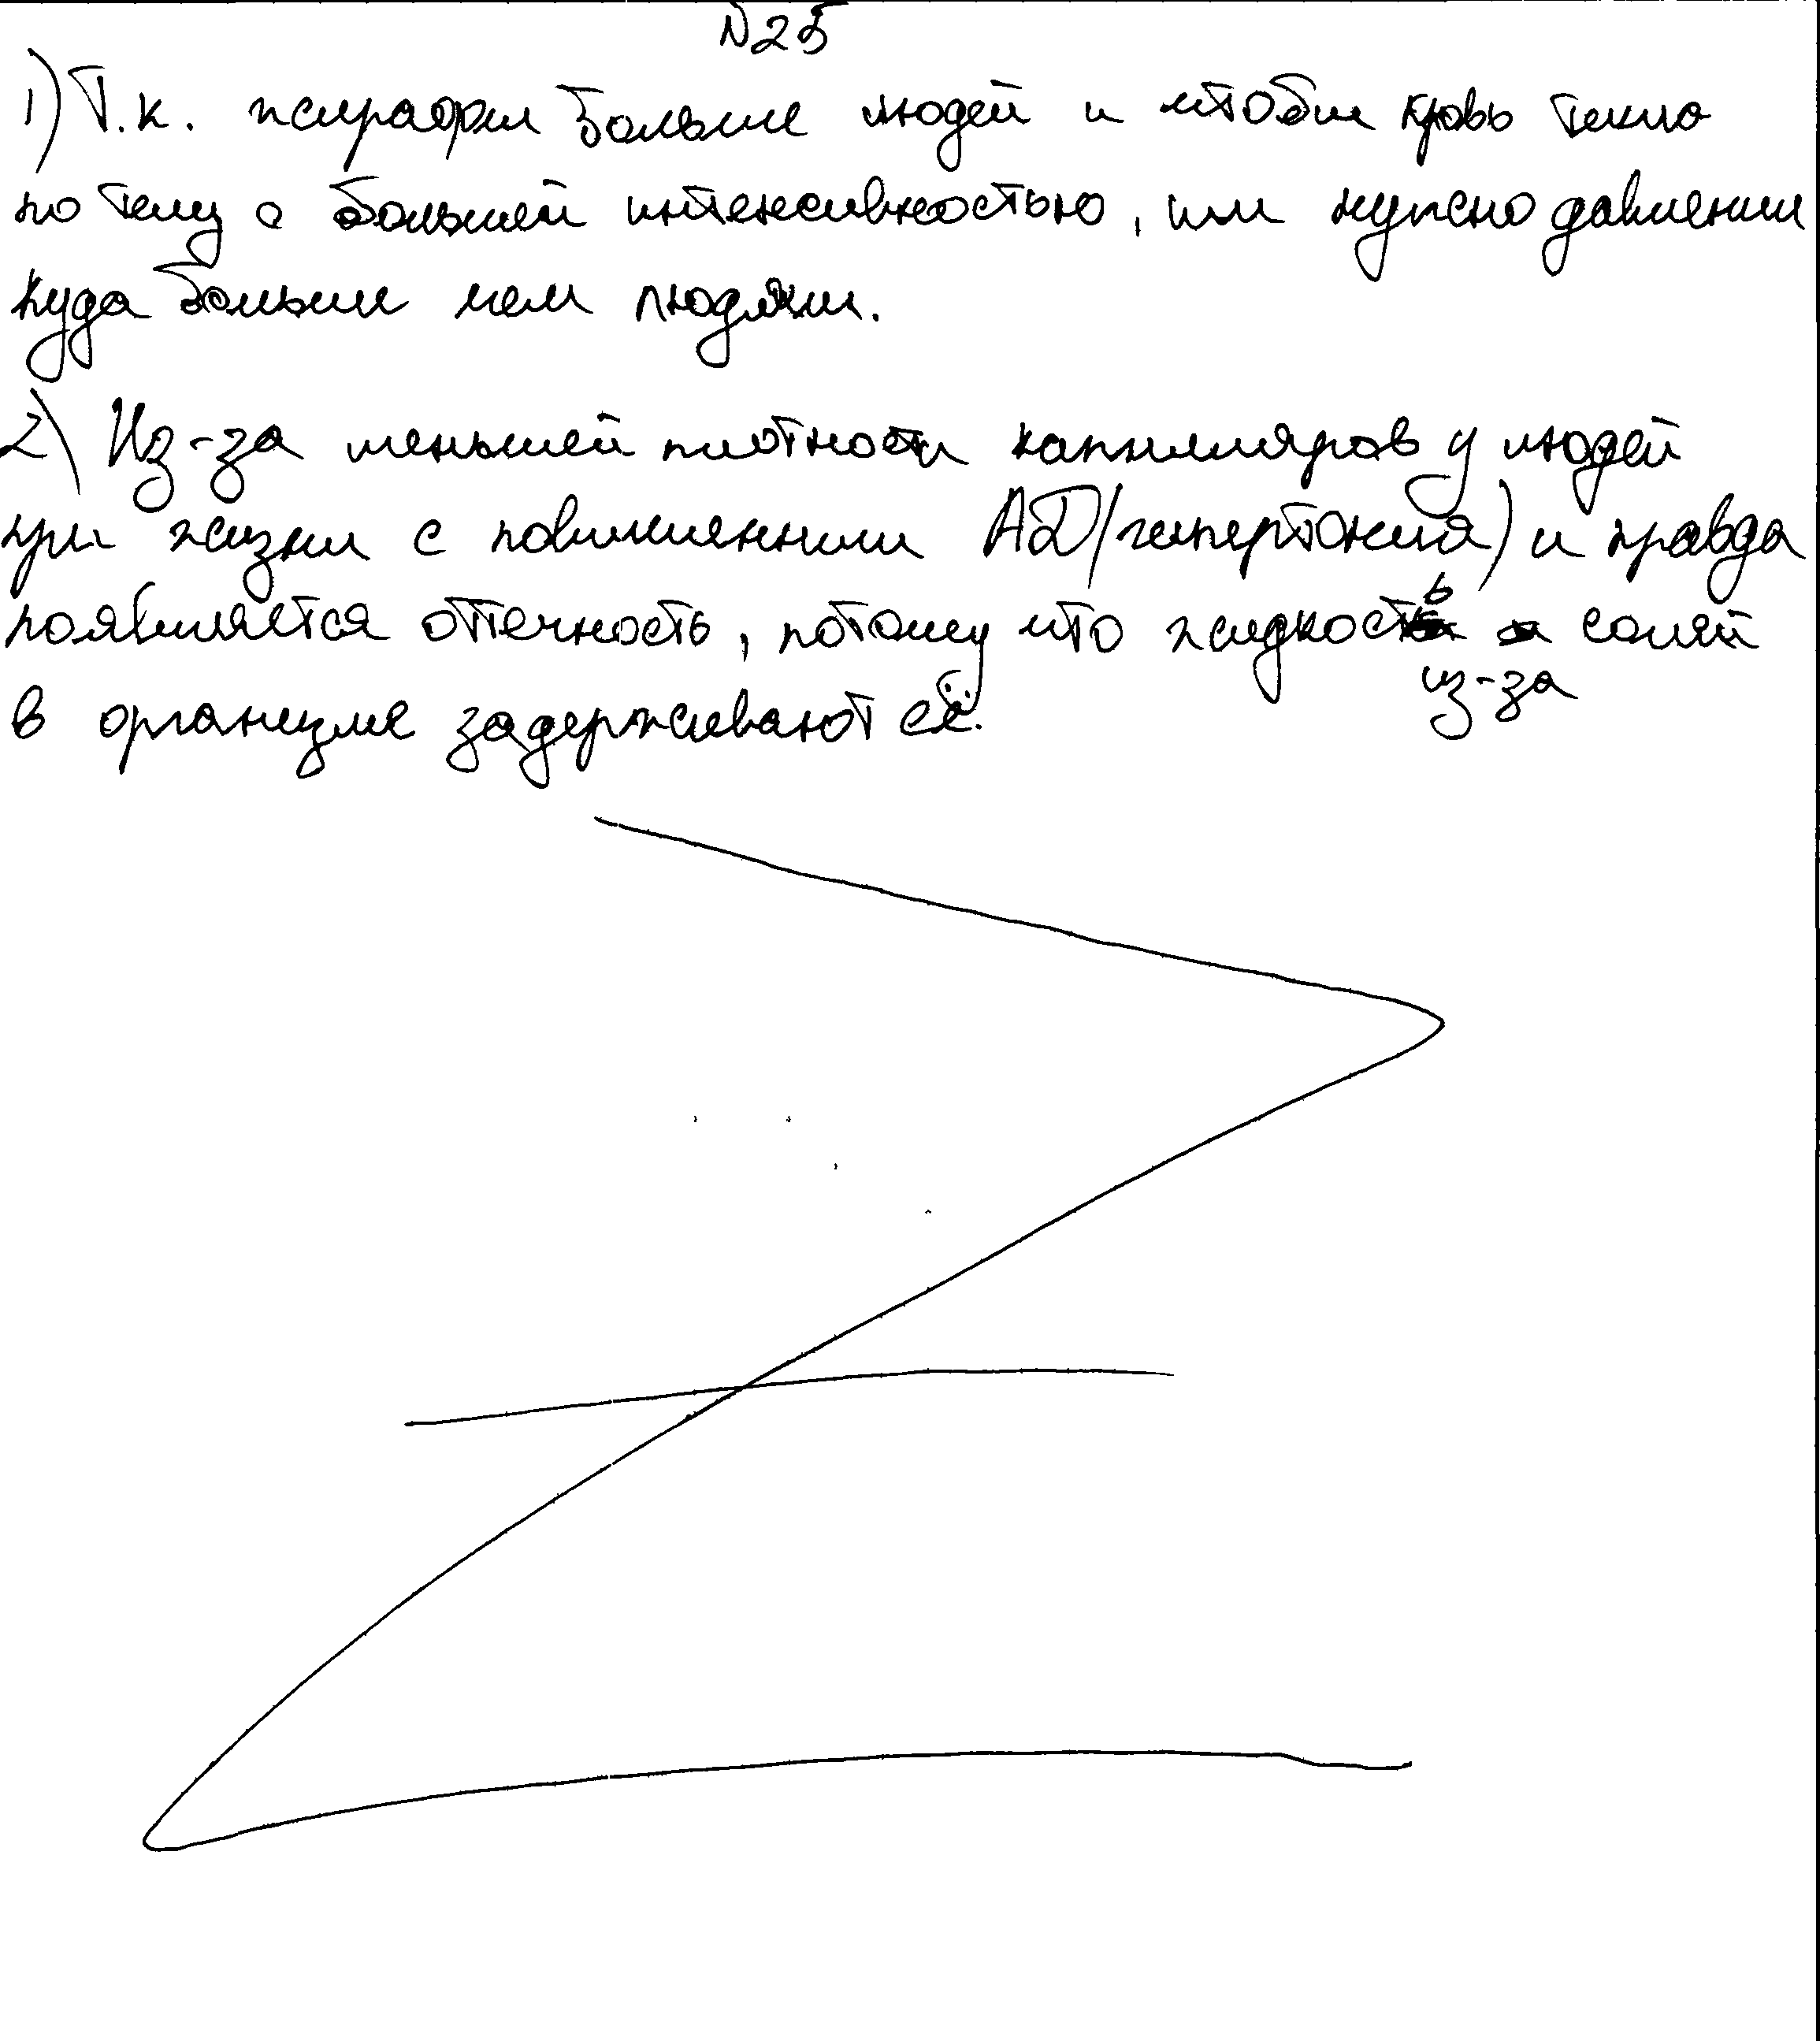 N25
1) Т.к. жирафы больше людей и чтобы кровь текла
по телу с большей интенсивностью, им нужно давление
куда больше чем людям.
2) Из-за меньшей плотности капилляров у людей
при жизни с повышенным АД (гипертония) и правда
появляется отёчность, потому что жидкость из-за солей
в организме задерживают её.